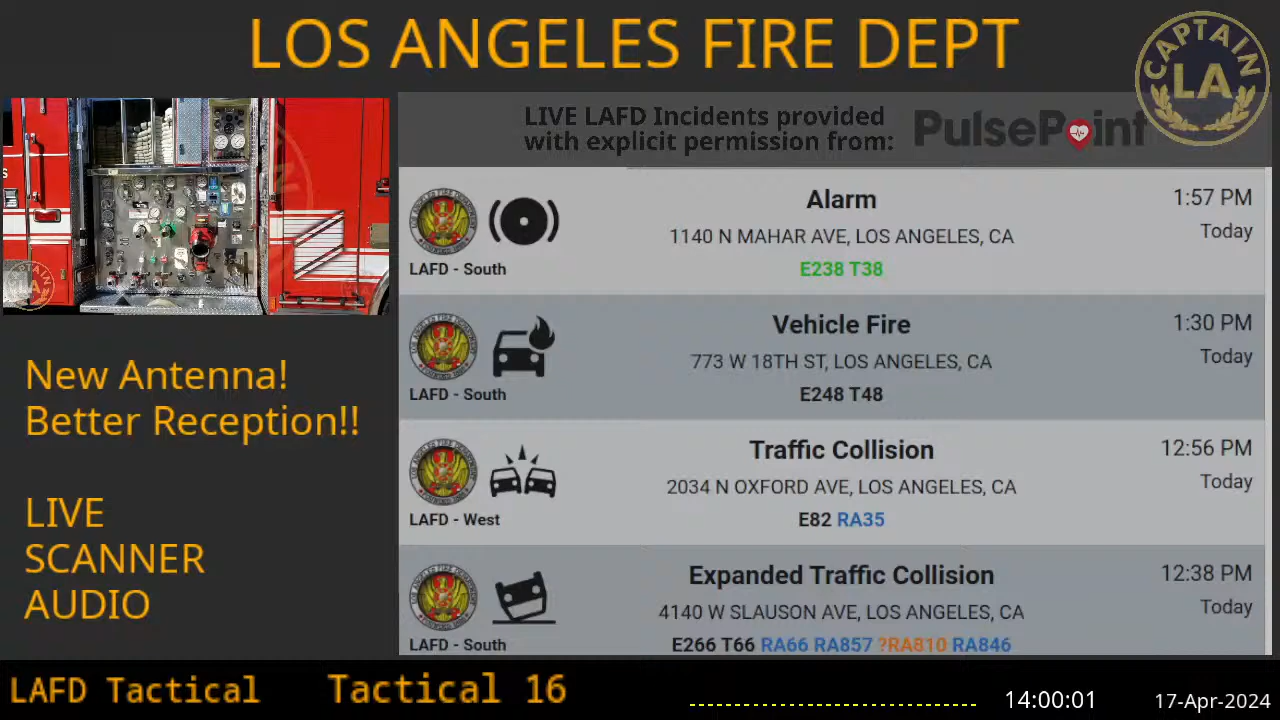 LOS ANGELES FIRE DEPT
CAPTAIN
LA
LIVE LAFD Incidents provided
with explicit permission from:
PulsePoint
Alarm
1:57 PM
1140 N MAHAR AVE, LOS ANGELES, CA
Today
LAFD - South
E238 T38
Vehicle Fire
1:30 PM
773 W 18TH ST, LOS ANGELES, CA
Today
LAFD - South
E248 T48
Traffic Collision
12:56 PM
2034 N OXFORD AVE, LOS ANGELES, CA
Today
LAFD - West
E82 RA35
Expanded Traffic Collision
12:38 PM
4140 W SLAUSON AVE, LOS ANGELES, CA
Today
LAFD - South
E266 T66 RA66 RA857 ?RA810 RA846
New Antenna!
Better Reception!!
LIVE
SCANNER
AUDIO
LAFD Tactical
Tactical 16
14:00:01
17-Apr-2024